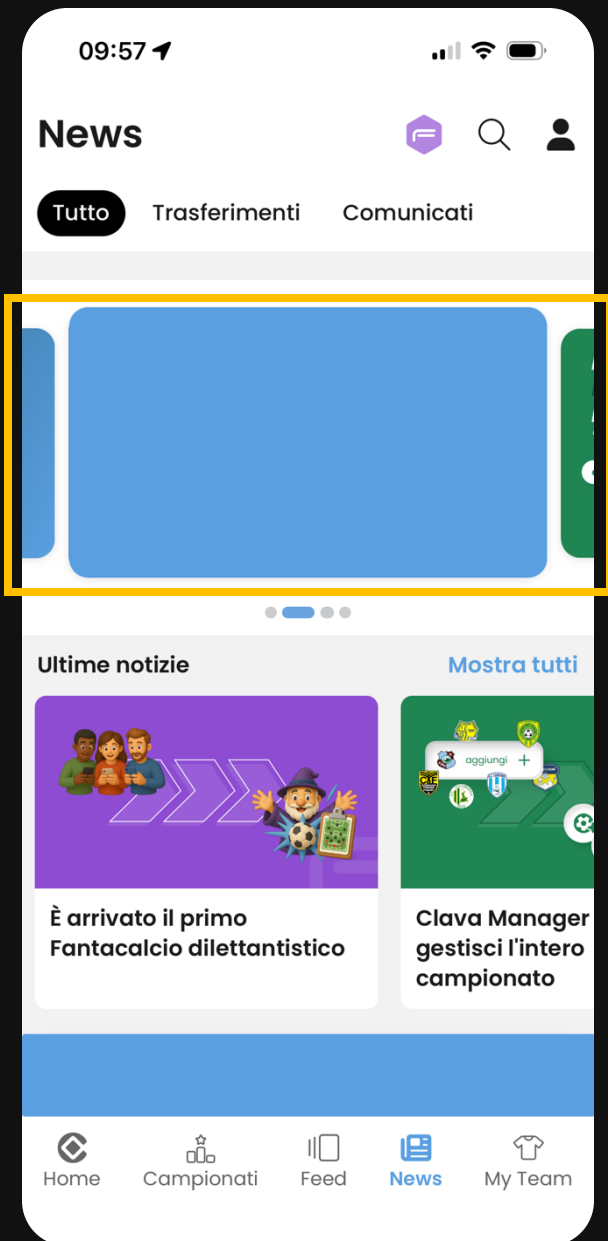 09:57
News
Tutto
Trasferimenti
Comunicati
Ultime notizie
Mostra tutti
aggiungi +
È arrivato il primo
Fantacalcio dilettantistico
Clava Manager
gestisci l'intero
campionato
Home
Campionati
Feed
News
My Team